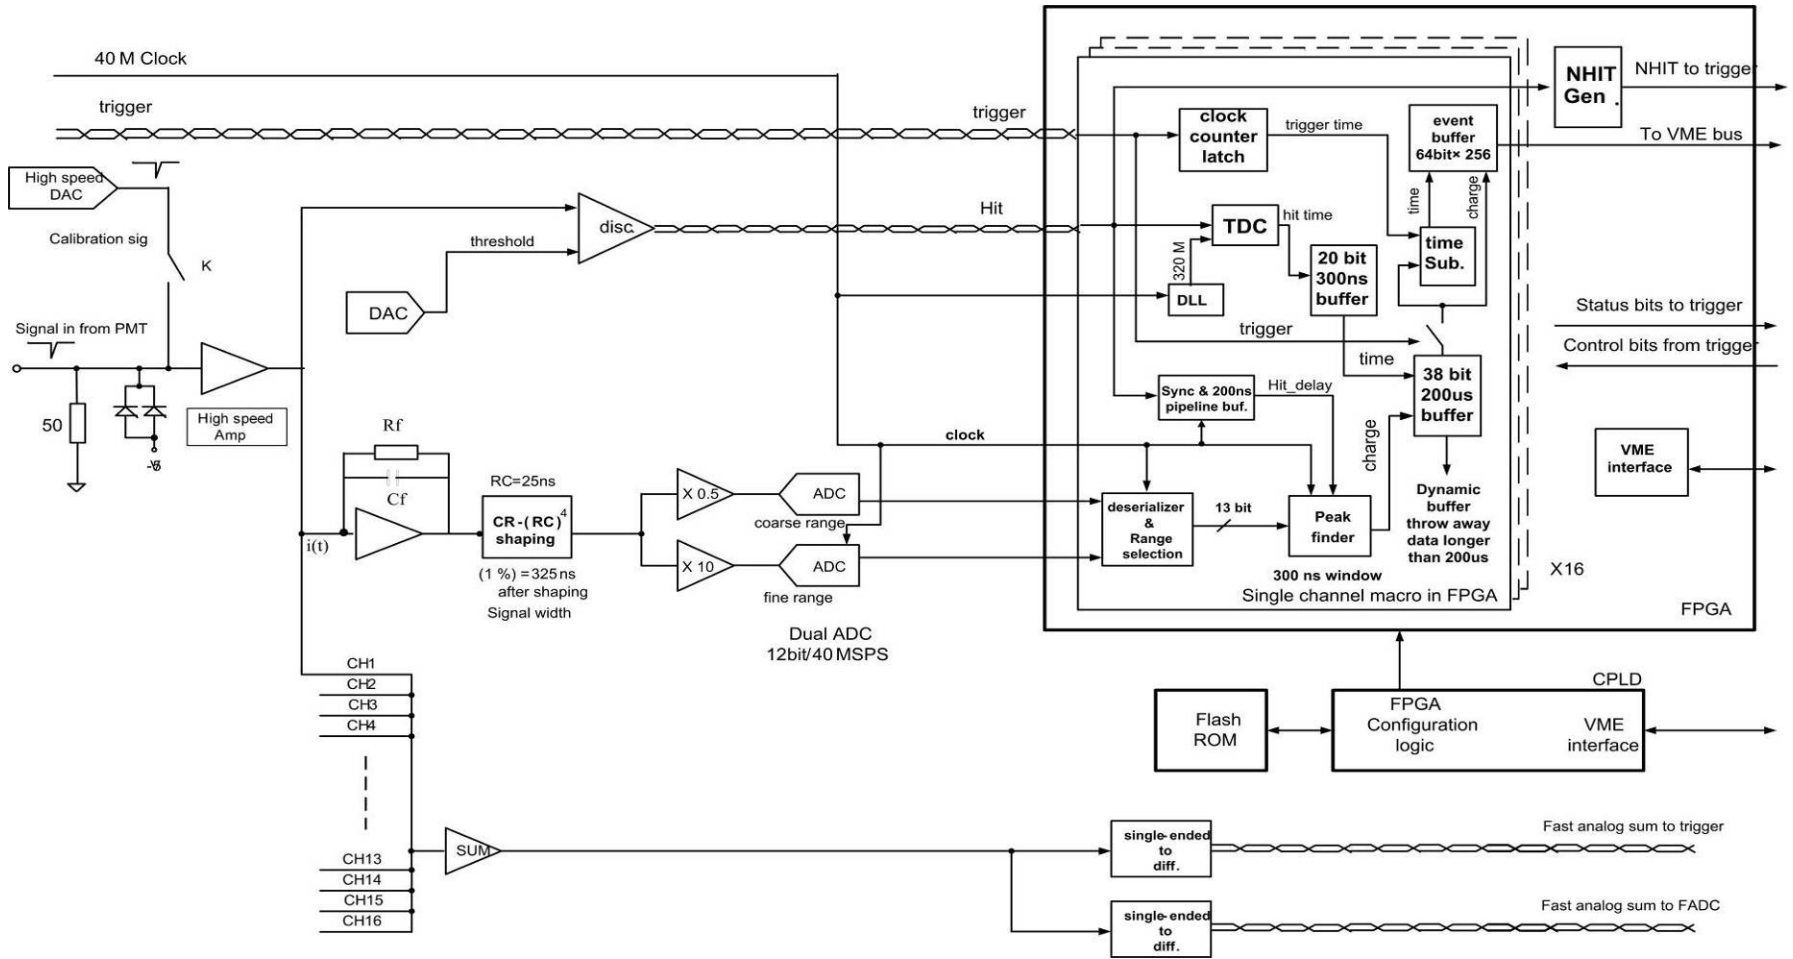 40 M Clock
trigger
trigger
High speed
DAC
Calibration sig
K
Signal in from PMT
50
High speed
Amp
threshold
DAC
disc.
Hit
Rf
Cf
i(t)
RC=25ns
CR-(RC)4
shaping
(1 %) =325ns
after shaping
Signal width
X 0.5
ADC
coarse range
X 10
ADC
fine range
Dual ADC
12bit/40 MSPS
clock
clock
counter
latch
trigger time
event
buffer
64bit× 256
time
charge
TDC
hit time
320 M
DLL
20 bit
300ns
buffer
time
Sub.
trigger
time
38 bit
200us
buffer
Sync & 200ns
pipeline buf.
Hit_delay
charge
deserializer
&
Range
selection
13 bit
Peak
finder
300 ns window
Dynamic
buffer
throw away
data longer
than 200us
Single channel macro in FPGA
X16
FPGA
NHIT
Gen .
NHIT to trigger
To VME bus
Status bits to trigger
Control bits from trigger
VME
interface
CPLD
Flash
ROM
FPGA
Configuration
logic
VME
interface
CH1
CH2
CH3
CH4
CH13
CH14
CH15
CH16
SUM
single-ended
to
diff.
Fast analog sum to trigger
single-ended
to
diff.
Fast analog sum to FADC